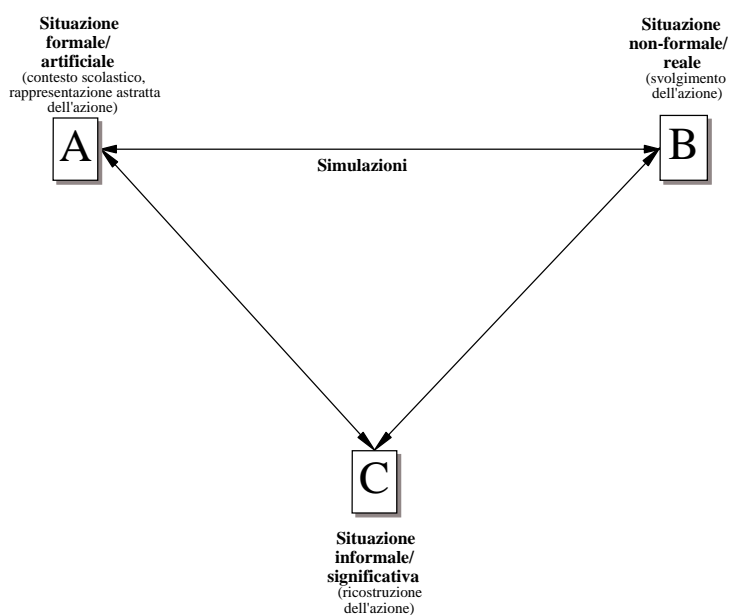 Situazione
formale/
artificiale
(contesto scolastico,
rappresentazione astratta
dell'azione)
A
Situazione
non-formale/
reale
(svolgimento
dell'azione)
B
Simulazioni
C
Situazione
informale/
significativa
(ricostruzione
dell'azione)